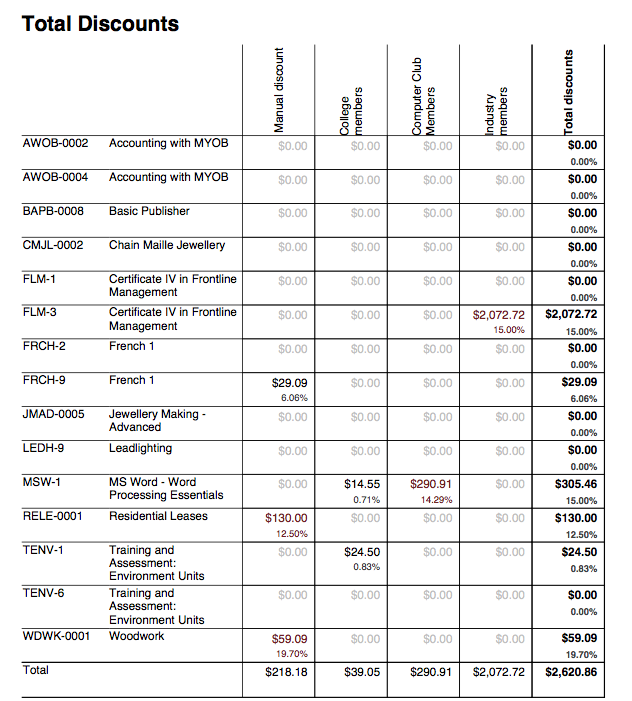 Total Discounts
Manual discount
College
members
Computer Club
Members
Industry
members
Total discounts
AWOB-0002 Accounting with MYOB $0.00 $0.00 $0.00 $0.00 $0.00
0.00%
AWOB-0004 Accounting with MYOB $0.00 $0.00 $0.00 $0.00 $0.00
0.00%
BAPB-0008 Basic Publisher $0.00 $0.00 $0.00 $0.00 $0.00
0.00%
CMJL-0002 Chain Maille Jewellery $0.00 $0.00 $0.00 $0.00 $0.00
0.00%
FLM-1 Certificate IV in Frontline $0.00 $0.00 $0.00 $0.00 $0.00
Management 0.00%
FLM-3 Certificate IV in Frontline $0.00 $0.00 $0.00 $2,072.72 $2,072.72
Management 15.00% 15.00%
FRCH-2 French 1 $0.00 $0.00 $0.00 $0.00 $0.00
0.00%
FRCH-9 French 1 $29.09 $0.00 $0.00 $0.00 $29.09
6.06% 6.06%
JMAD-0005 Jewellery Making - $0.00 $0.00 $0.00 $0.00 $0.00
Advanced 0.00%
LEDH-9 Leadlighting $0.00 $0.00 $0.00 $0.00 $0.00
0.00%
MSW-1 MS Word - Word $0.00 $14.55 $290.91 $0.00 $305.46
Processing Essentials 0.71% 14.29% 15.00%
RELE-0001 Residential Leases $130.00 $0.00 $0.00 $0.00 $130.00
12.50% 12.50%
TENV-1 Training and $0.00 $24.50 $0.00 $0.00 $24.50
Assessment: 0.83% 0.83%
Environment Units
TENV-6 Training and $0.00 $0.00 $0.00 $0.00 $0.00
Assessment: 0.00%
Environment Units
WDWK-0001 Woodwork $59.09 $0.00 $0.00 $0.00 $59.09
19.70% 19.70%
Total $218.18 $39.05 $290.91 $2,072.72 $2,620.86